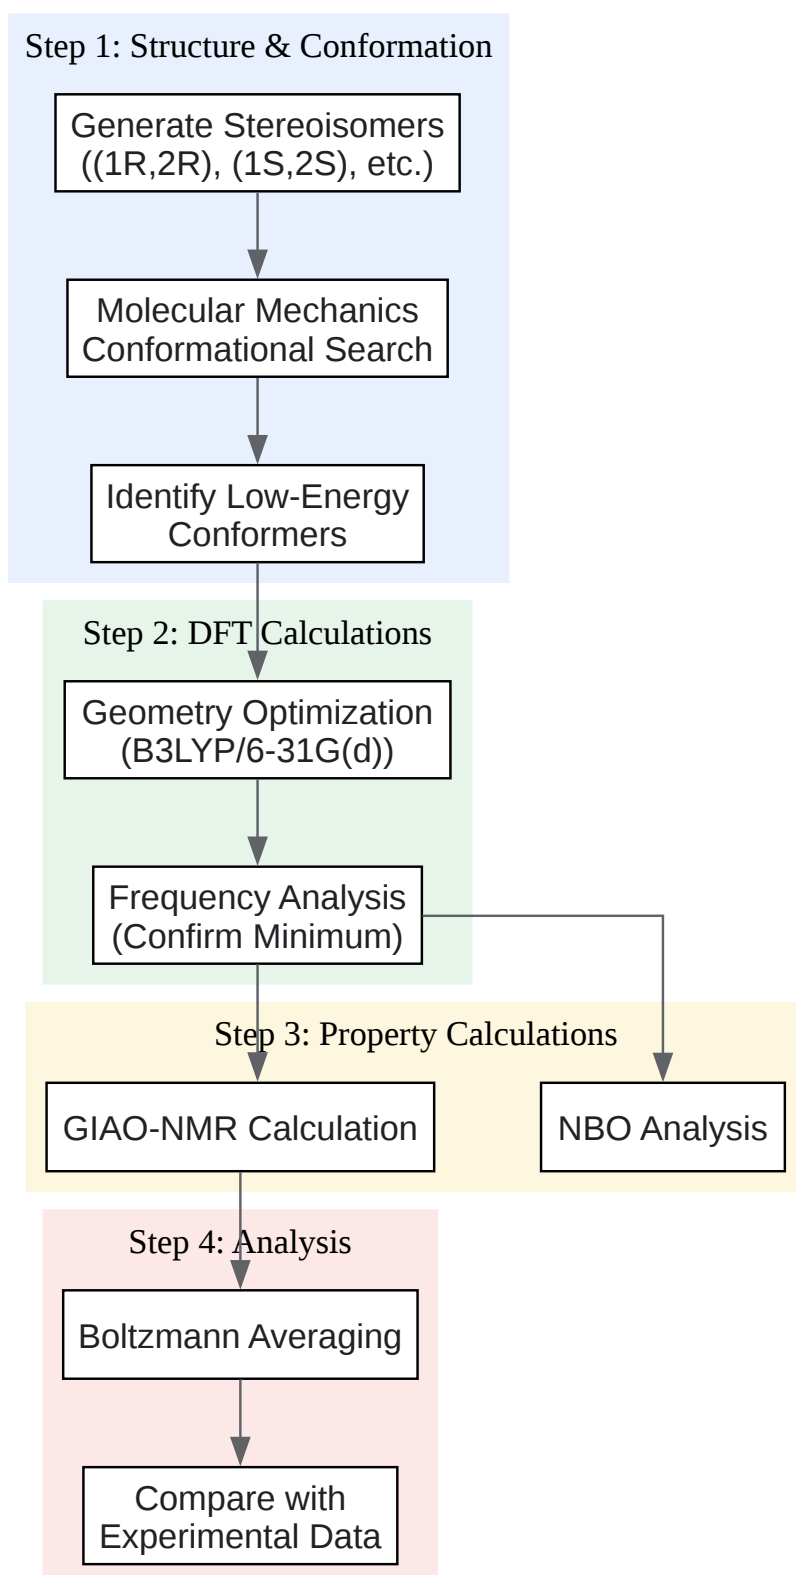 Step 1: Structure & Conformation
Generate Stereoisomers
((1R,2R), (1S,2S), etc.)
Molecular Mechanics
Conformational Search
Identify Low-Energy
Conformers
Step 2: DFT Calculations
Geometry Optimization
(B3LYP/6-31G(d))
Frequency Analysis
(Confirm Minimum)
Step 3: Property Calculations
GIAO-NMR Calculation
NBO Analysis
Step 4: Analysis
Boltzmann Averaging
Compare with
Experimental Data